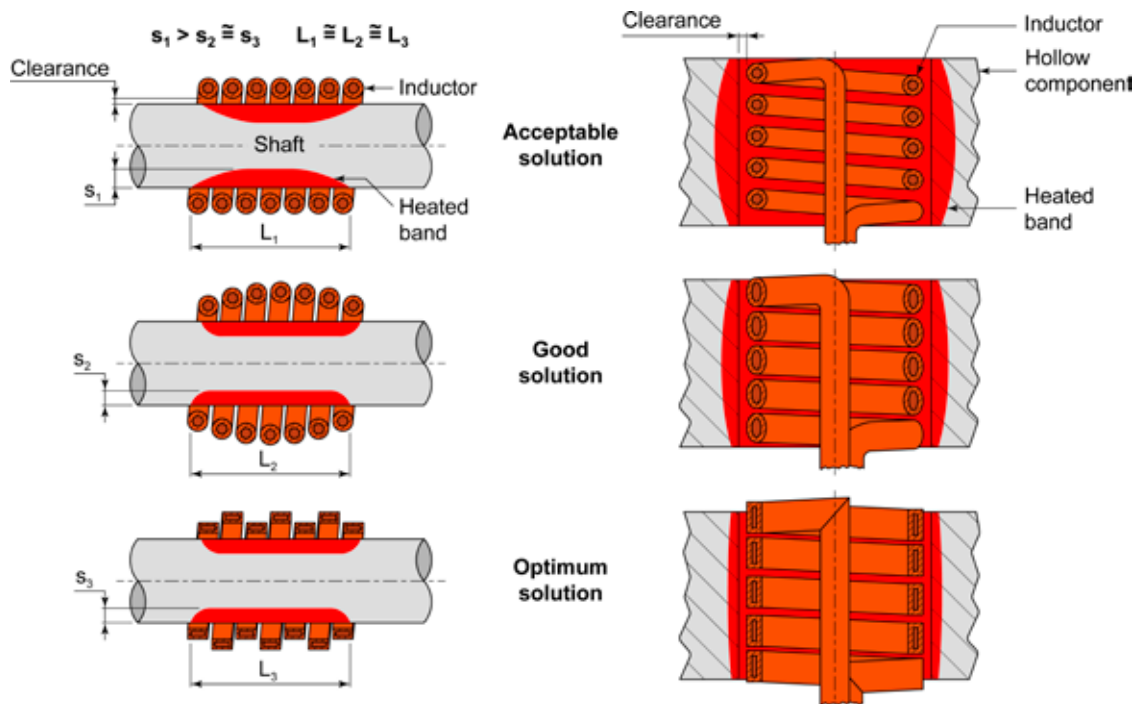 s₁ > s₂ ≅ s₃ L₁ ≅ L₂ ≅ L₃
Clearance
Inductor
Shaft
s₁
L₁
Heated
band
Acceptable
solution
Clearance
Inductor
Hollow
component
Heated
band
s₂
L₂
Good
solution
s₃
L₃
Optimum
solution